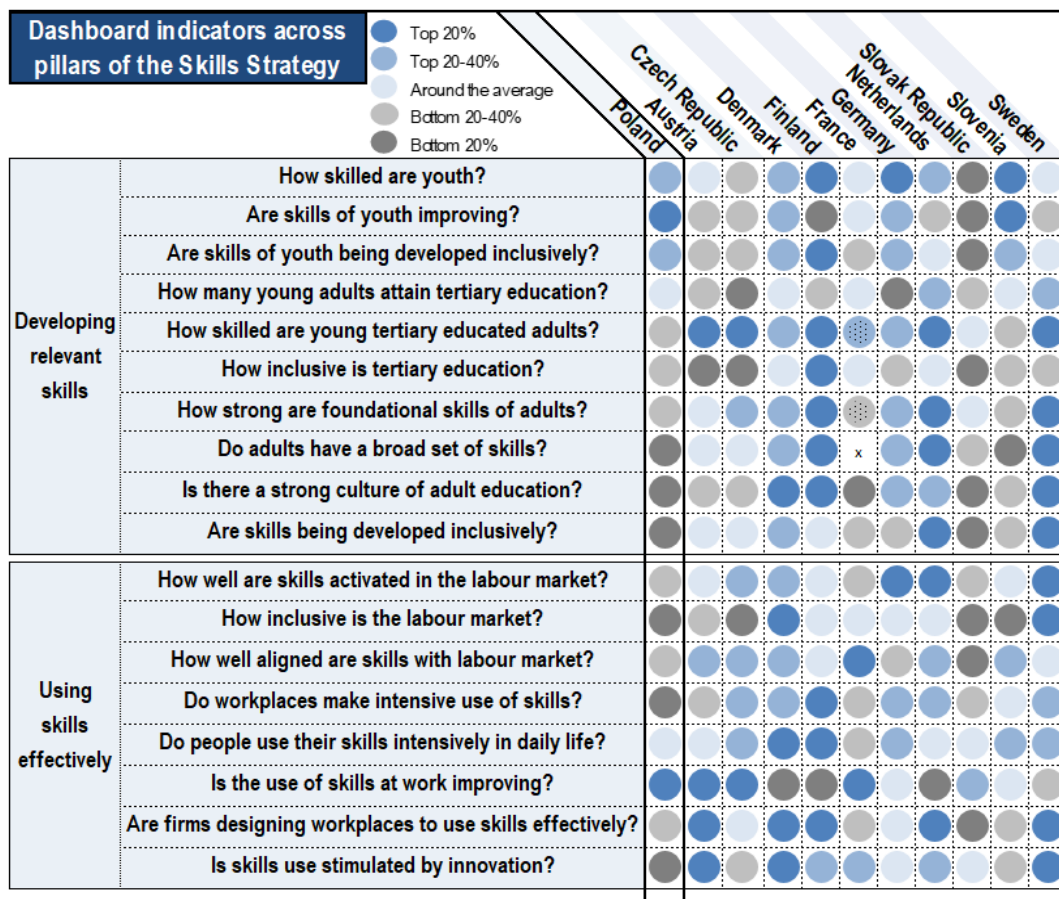 Dashboard indicators across
pillars of the Skills Strategy
Top 20%
Top 20-40%
Around the average
Bottom 20-40%
Bottom 20%
Poland
Austria
Czech Republic
Denmark
Finland
France
Germany
Netherlands
Slovak Republic
Slovenia
Sweden
Developing
relevant
skills
How skilled are youth?
Are skills of youth improving?
Are skills of youth being developed inclusively?
How many young adults attain tertiary education?
How skilled are young tertiary educated adults?
How inclusive is tertiary education?
How strong are foundational skills of adults?
Do adults have a broad set of skills?
x
Is there a strong culture of adult education?
Are skills being developed inclusively?
Using
skills
effectively
How well are skills activated in the labour market?
How inclusive is the labour market?
How well aligned are skills with labour market?
Do workplaces make intensive use of skills?
Do people use their skills intensively in daily life?
Is the use of skills at work improving?
Are firms designing workplaces to use skills effectively?
Is skills use stimulated by innovation?